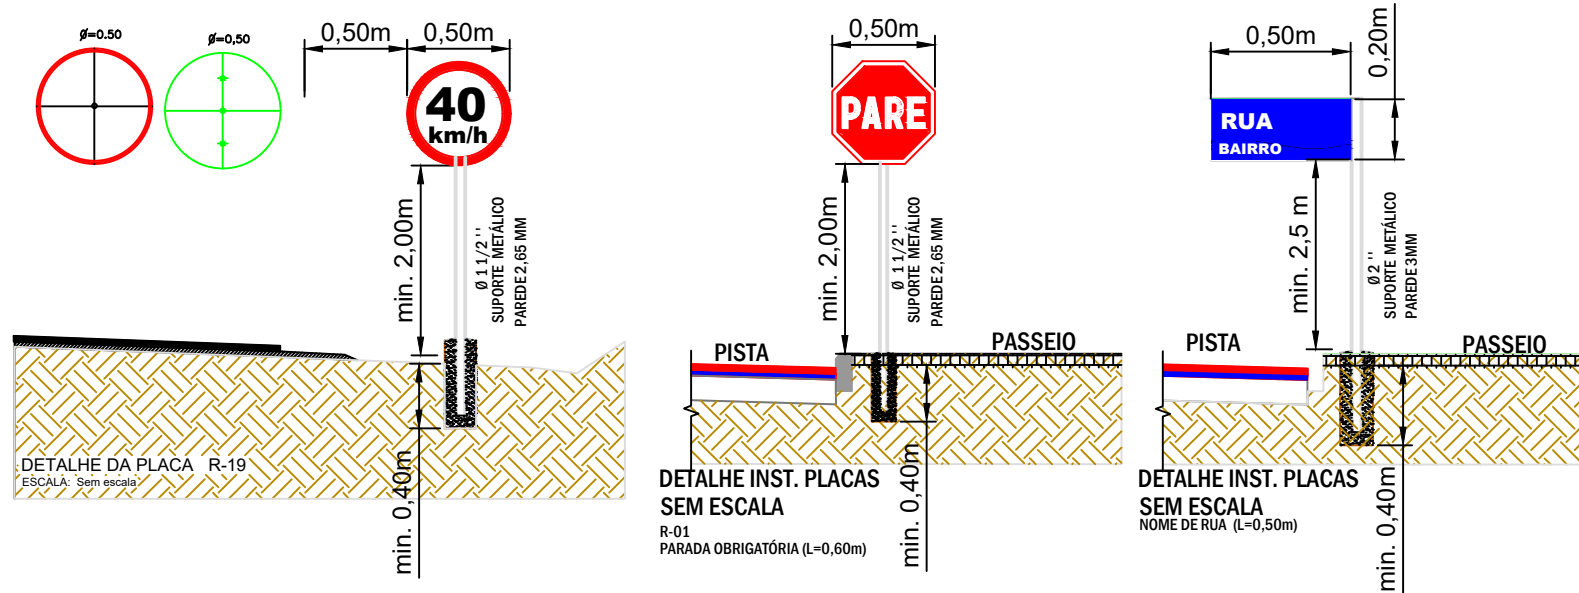 Ø=0.50
Ø=0,50
0,50m
0,50m
40
km/h
min. 2,00m
Ø 1 1/2 ''
SUPORTE METÁLICO
PAREDE 2,65 MM
min. 0,40m
DETALHE DA PLACA R-19
ESCALA: Sem escala
0,50m
PARE
min. 2,00m
Ø 1 1/2 ''
SUPORTE METÁLICO
PAREDE 2,65 MM
PISTA
PASSEIO
min. 0,40m
DETALHE INST. PLACAS
SEM ESCALA
R-01
PARADA OBRIGATÓRIA (L=0,60m)
0,50m
0,20m
RUA
BAIRRO
min. 2,5 m
Ø 2 ''
SUPORTE METÁLICO
PAREDE 3MM
PISTA
PASSEIO
min. 0,40m
DETALHE INST. PLACAS
SEM ESCALA
NOME DE RUA (L=0,50m)